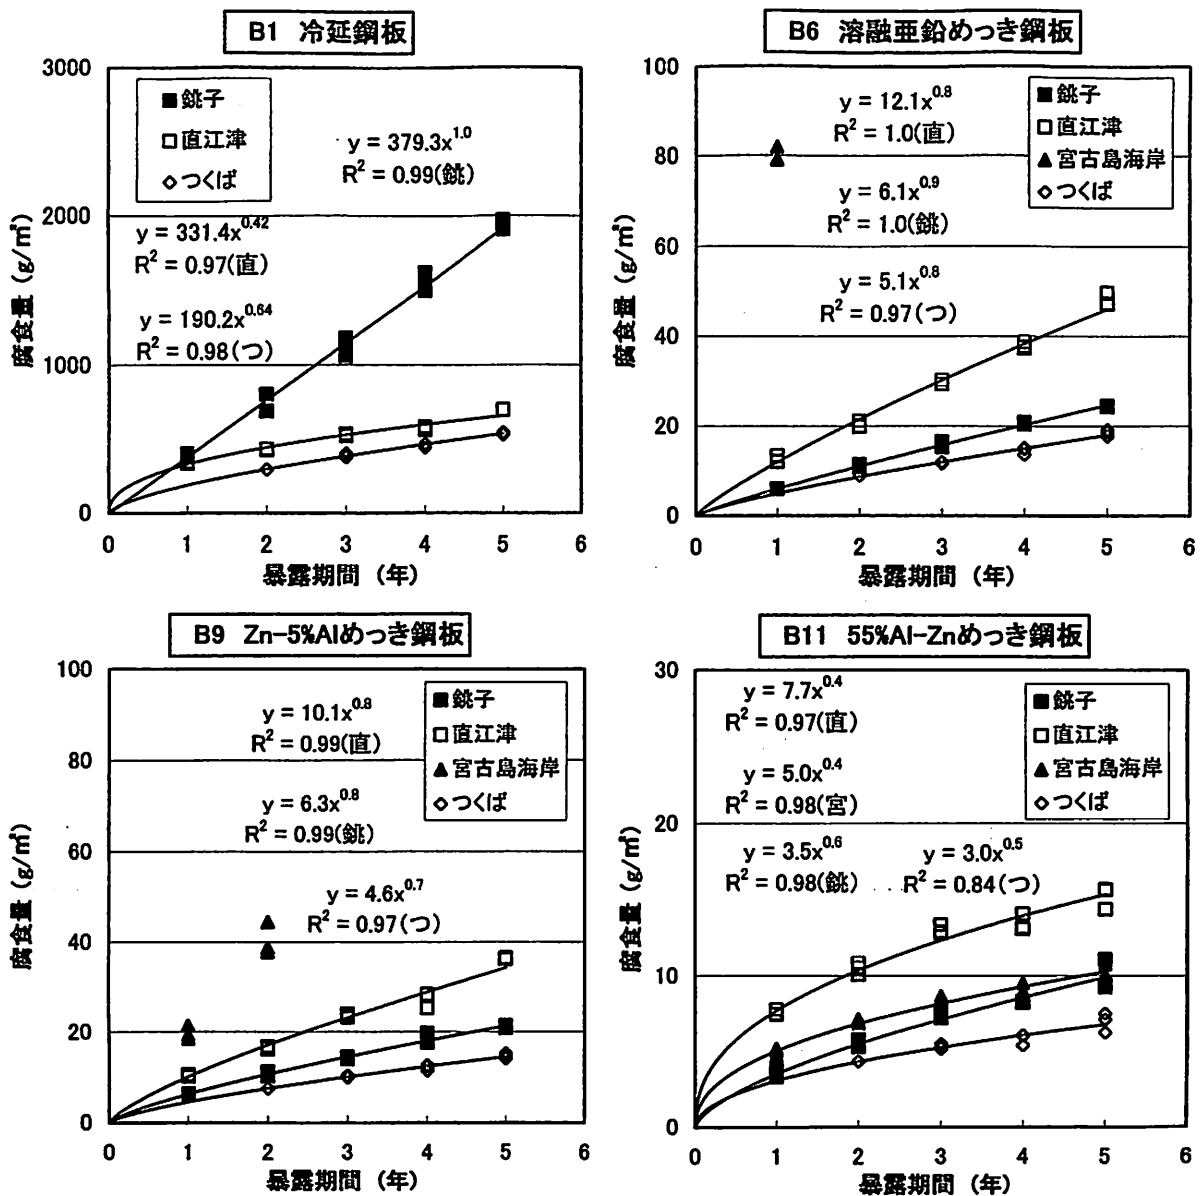 B1 冷延鋼板
3000
2000
1000
0
腐食量 (g/㎡)
■銚子
□直江津
◇つくば
y = 379.3x^1.0
R² = 0.99(銚)
y = 331.4x^0.42
R² = 0.97(直)
y = 190.2x^0.64
R² = 0.98(つ)
0 1 2 3 4 5 6
暴露期間 (年)
B6 溶融亜鉛めっき鋼板
100
80
60
40
20
0
腐食量 (g/㎡)
y = 12.1x^0.8
R² = 1.0(直)
y = 6.1x^0.9
R² = 1.0(銚)
y = 5.1x^0.8
R² = 0.97(つ)
■銚子
□直江津
▲宮古島海岸
◇つくば
0 1 2 3 4 5 6
暴露期間 (年)
B9 Zn-5%Alめっき鋼板
100
80
60
40
20
0
腐食量 (g/㎡)
y = 10.1x^0.8
R² = 0.99(直)
y = 6.3x^0.8
R² = 0.99(銚)
y = 4.6x^0.7
R² = 0.97(つ)
■銚子
□直江津
▲宮古島海岸
◇つくば
0 1 2 3 4 5 6
暴露期間 (年)
B11 55%Al-Znめっき鋼板
30
20
10
0
腐食量 (g/㎡)
y = 7.7x^0.4
R² = 0.97(直)
y = 5.0x^0.4
R² = 0.98(宮)
y = 3.5x^0.6
R² = 0.98(銚)
y = 3.0x^0.5
R² = 0.84(つ)
■銚子
□直江津
▲宮古島海岸
◇つくば
0 1 2 3 4 5 6
暴露期間 (年)